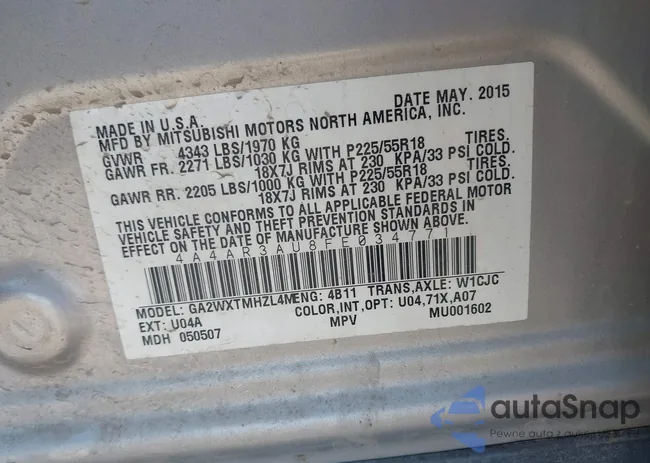 MADE IN U.S.A. DATE MAY. 2015
MFD BY MITSUBISHI MOTORS NORTH AMERICA, INC.
GVWR 4343 LBS/1970 KG
GAWR FR. 2271 LBS/1030 KG WITH P225/55R18 TIRES.
18X7J RIMS AT 230 KPA/33 PSI COLD.
GAWR RR. 2205 LBS/1000 KG WITH P225/55R18 TIRES.
18X7J RIMS AT 230 KPA/33 PSI COLD.
THIS VEHICLE CONFORMS TO ALL APPLICABLE FEDERAL MOTOR
VEHICLE SAFETY AND THEFT PREVENTION STANDARDS IN
EFFECT ON THE DATE OF MANUFACTURE SHOWN ABOVE.
4A4AR3AU8FE034771
MODEL: GA2WXTMHZL4MENG: 4B11 TRANS,AXLE: W1CJC
EXT: U04A COLOR,INT,OPT: U04,71X,A07
MDH 050507 MPV MU001602
autoSnap
Pewne auta z aukcji